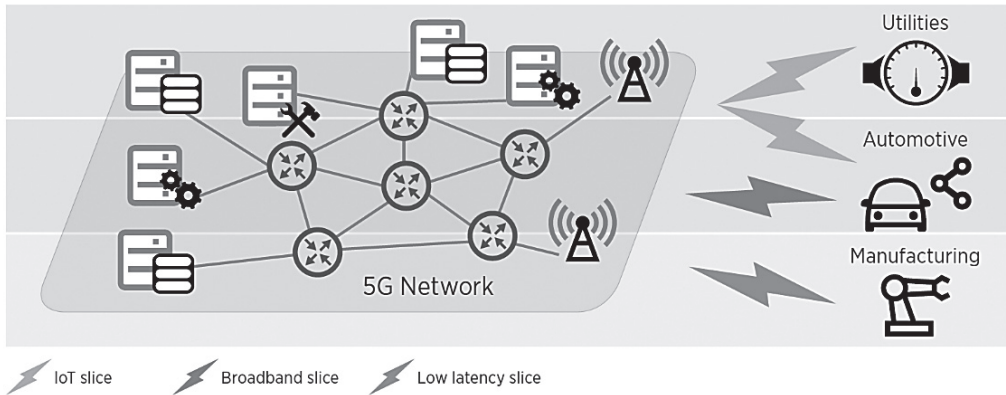 Utilities
Automotive
Manufacturing
5G Network
IoT slice
Broadband slice
Low latency slice